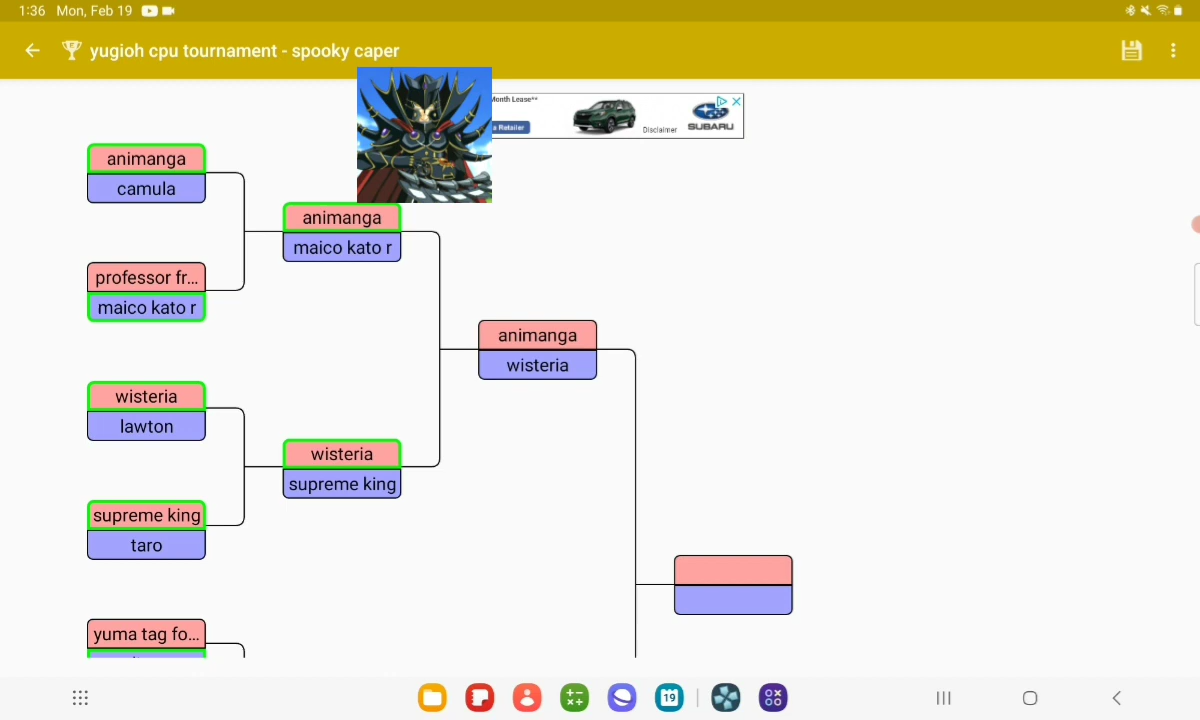 1:36 Mon, Feb 19
yugioh cpu tournament - spooky caper
Month Lease**
a Retailer
Disclaimer
SUBARU
animanga
camula
animanga
maico kato r
professor fr...
maico kato r
animanga
wisteria
wisteria
lawton
wisteria
supreme king
supreme king
taro
yuma tag fo...
19